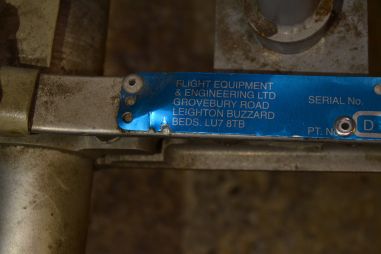 FLIGHT EQUIPMENT
& ENGINEERING LTD
GROVEBURY ROAD
LEIGHTON BUZZARD
BEDS. LU7 8TB
SERIAL No.
PT. No
D